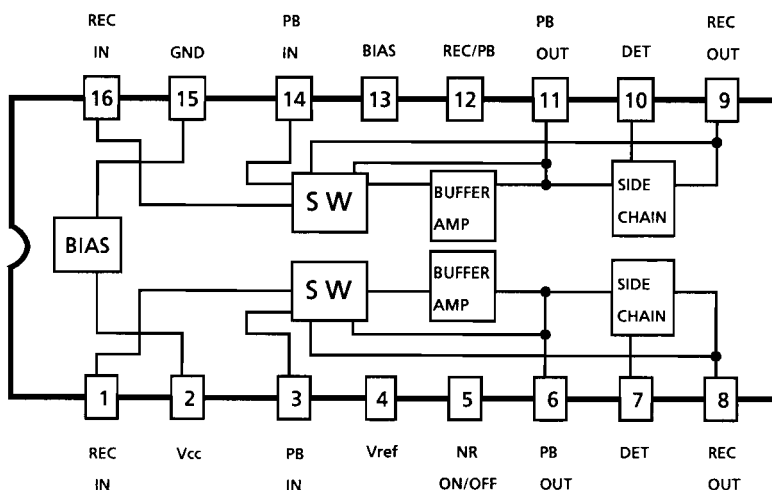 REC PB PB REC
IN GND IN BIAS REC/PB OUT DET OUT
16 15 14 13 12 11 10 9
S W BUFFER AMP SIDE CHAIN
BIAS
S W BUFFER AMP SIDE CHAIN
1 2 3 4 5 6 7 8
REC Vcc PB Vref NR PB DET REC
IN IN ON/OFF OUT OUT